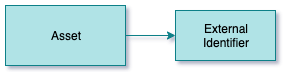 Asset
External
Identifier